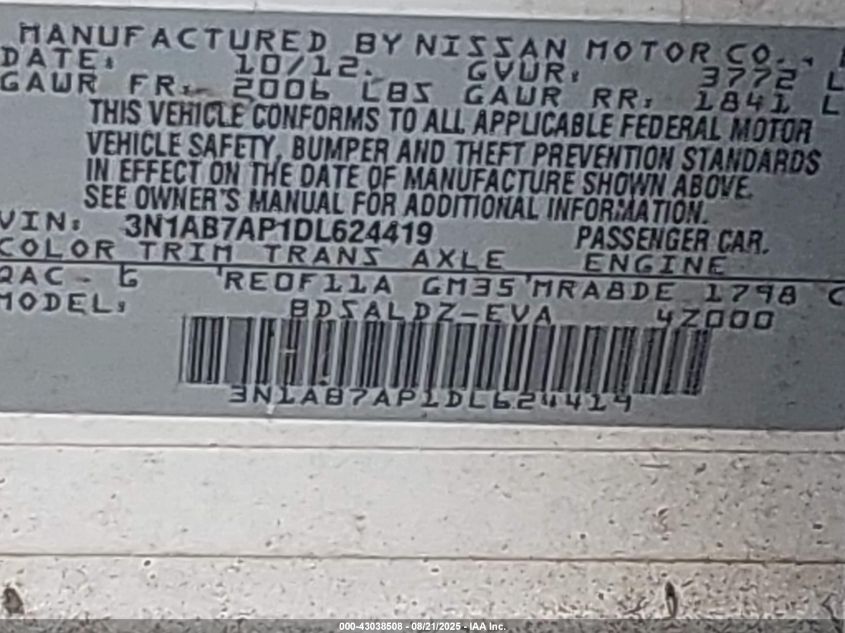 MANUFACTURED BY NISSAN MOTOR CO.,
DATE: 10/12. GVWR: 3772 L
GAWR FR: 2006 LBS GAWR RR: 1841 L
THIS VEHICLE CONFORMS TO ALL APPLICABLE FEDERAL MOTOR
VEHICLE SAFETY, BUMPER AND THEFT PREVENTION STANDARDS
IN EFFECT ON THE DATE OF MANUFACTURE SHOWN ABOVE.
SEE OWNER'S MANUAL FOR ADDITIONAL INFORMATION.
VIN: 3N1AB7AP1DL624419 PASSENGER CAR.
COLOR TRIM TRANS AXLE ENGINE
QAC - G RE0F11A GM35 MRA8DE 1798 C
MODEL: BDSALDZ-EVA 4Z000
3N1AB7AP1DL624419
000-43038508 - 08/21/2025 - IAA Inc.